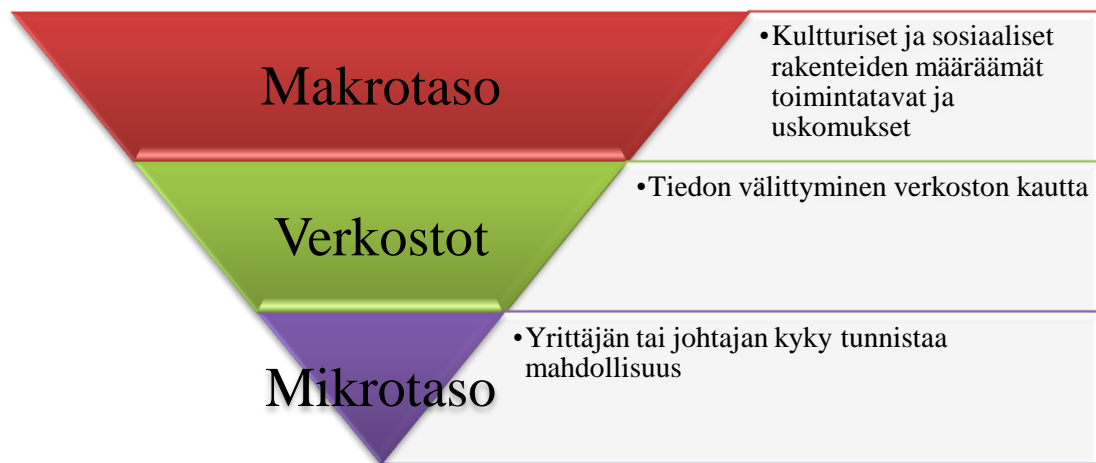 Makrotaso
•Kultturiset ja sosiaaliset
rakenteiden määräämät
toimintatavat ja
uskomukset
Verkostot
•Tiedon välittyminen verkoston kautta
Mikrotaso
•Yrittäjän tai johtajan kyky tunnistaa
mahdollisuus